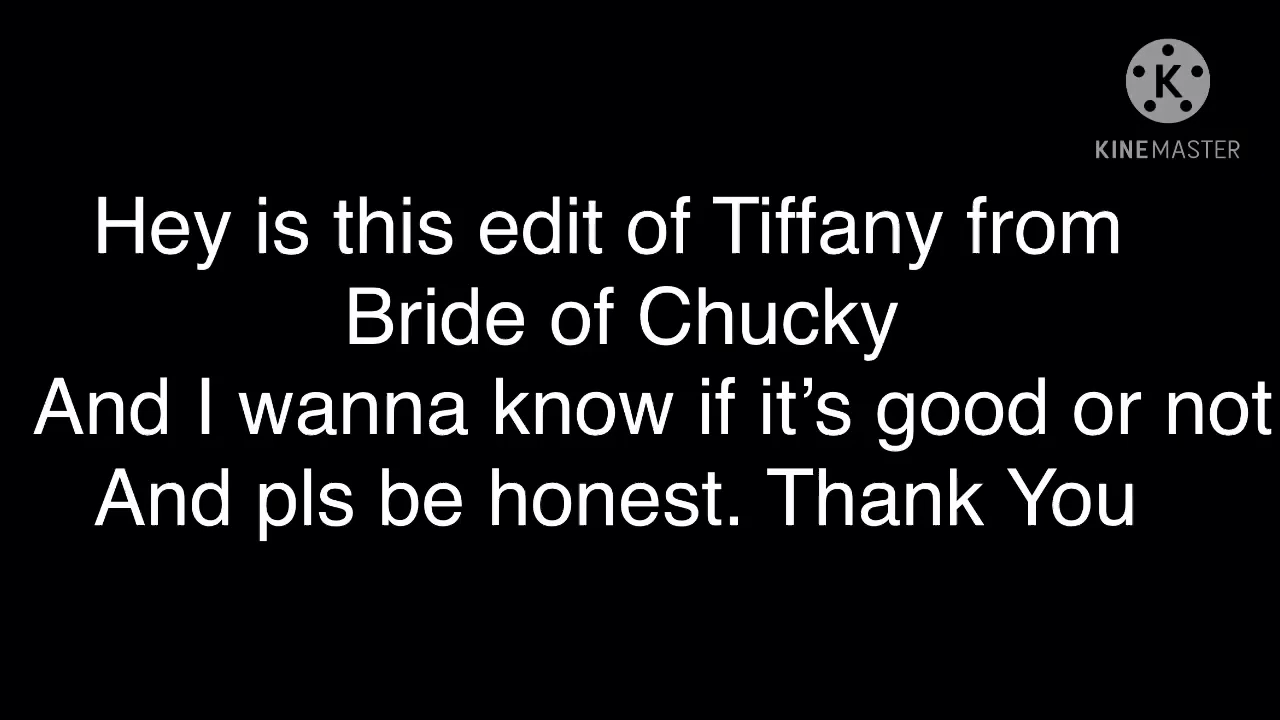 K
KINEMASTER
Hey is this edit of Tiffany from
Bride of Chucky
And I wanna know if it’s good or not
And pls be honest. Thank You